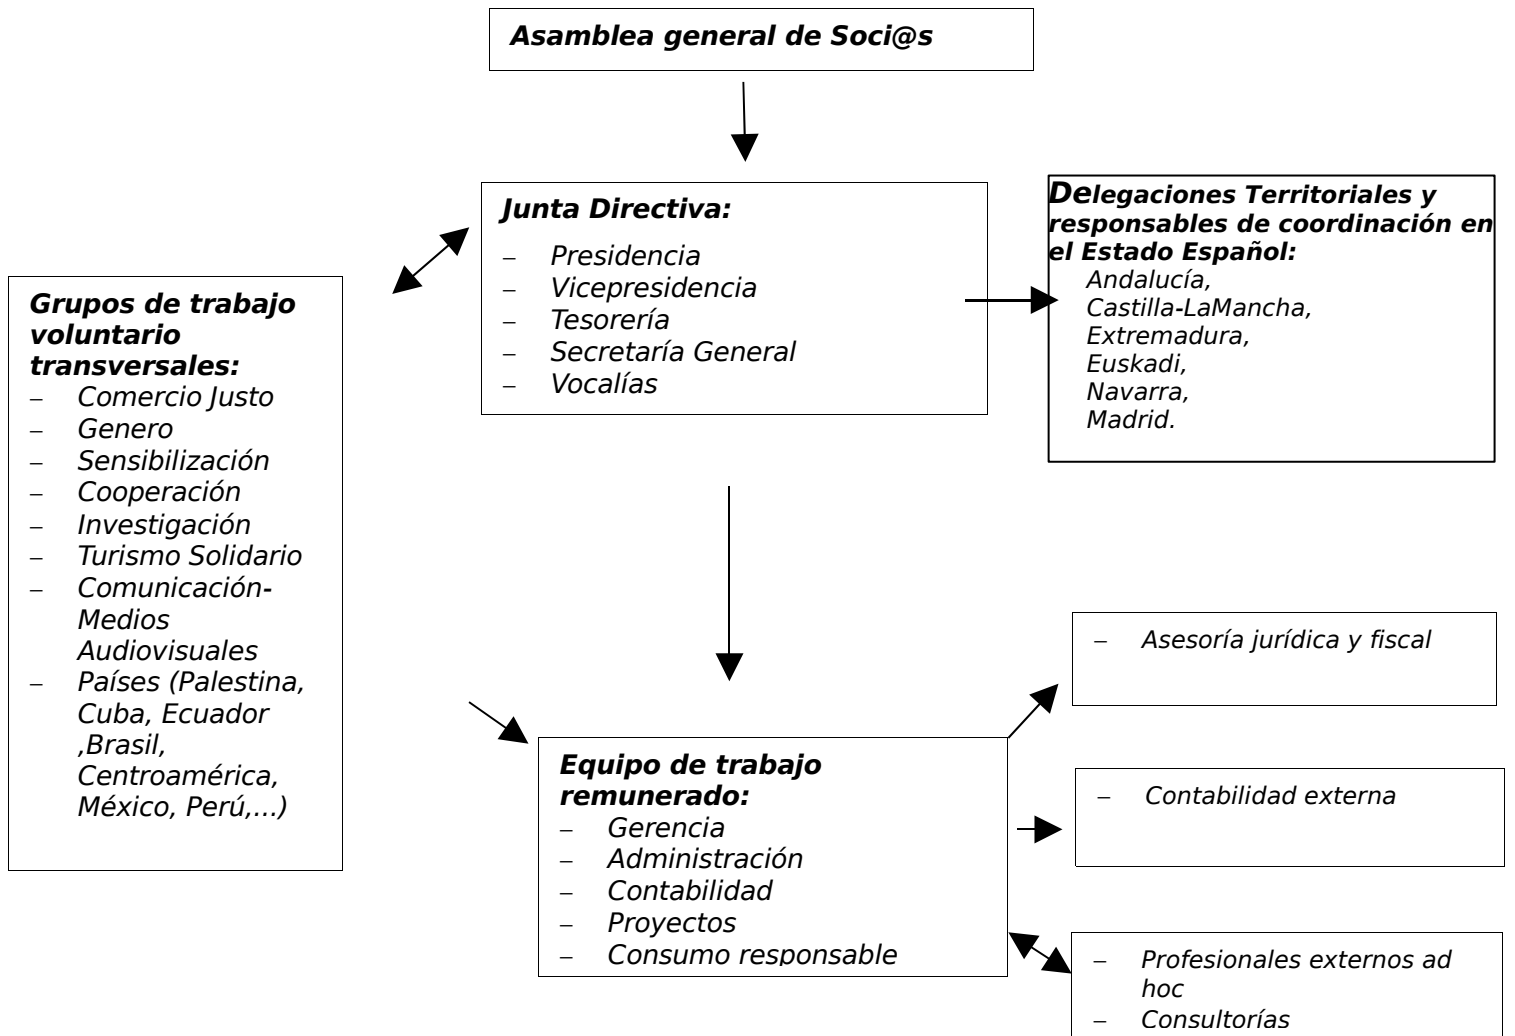 Asamblea general de Soci@s
Junta Directiva:
– Presidencia
– Vicepresidencia
– Tesorería
– Secretaría General
– Vocalías
Delegaciones Territoriales y
responsables de coordinación en
el Estado Español:
Andalucía,
Castilla-LaMancha,
Extremadura,
Euskadi,
Navarra,
Madrid.
Grupos de trabajo
voluntario
transversales:
– Comercio Justo
– Genero
– Sensibilización
– Cooperación
– Investigación
– Turismo Solidario
– Comunicación-
Medios
Audiovisuales
– Países (Palestina,
Cuba, Ecuador
,Brasil,
Centroamérica,
México, Perú,...)
Equipo de trabajo
remunerado:
– Gerencia
– Administración
– Contabilidad
– Proyectos
– Consumo responsable
– Asesoría jurídica y fiscal
– Contabilidad externa
– Profesionales externos ad
hoc
– Consultorías